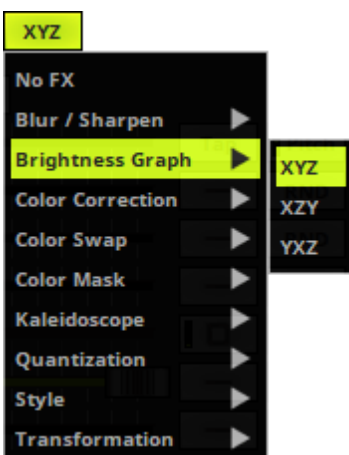 XYZ
No FX
Blur / Sharpen
Brightness Graph
Color Correction
Color Swap
Color Mask
Kaleidoscope
Quantization
Style
Transformation
XYZ
XZY
YXZ